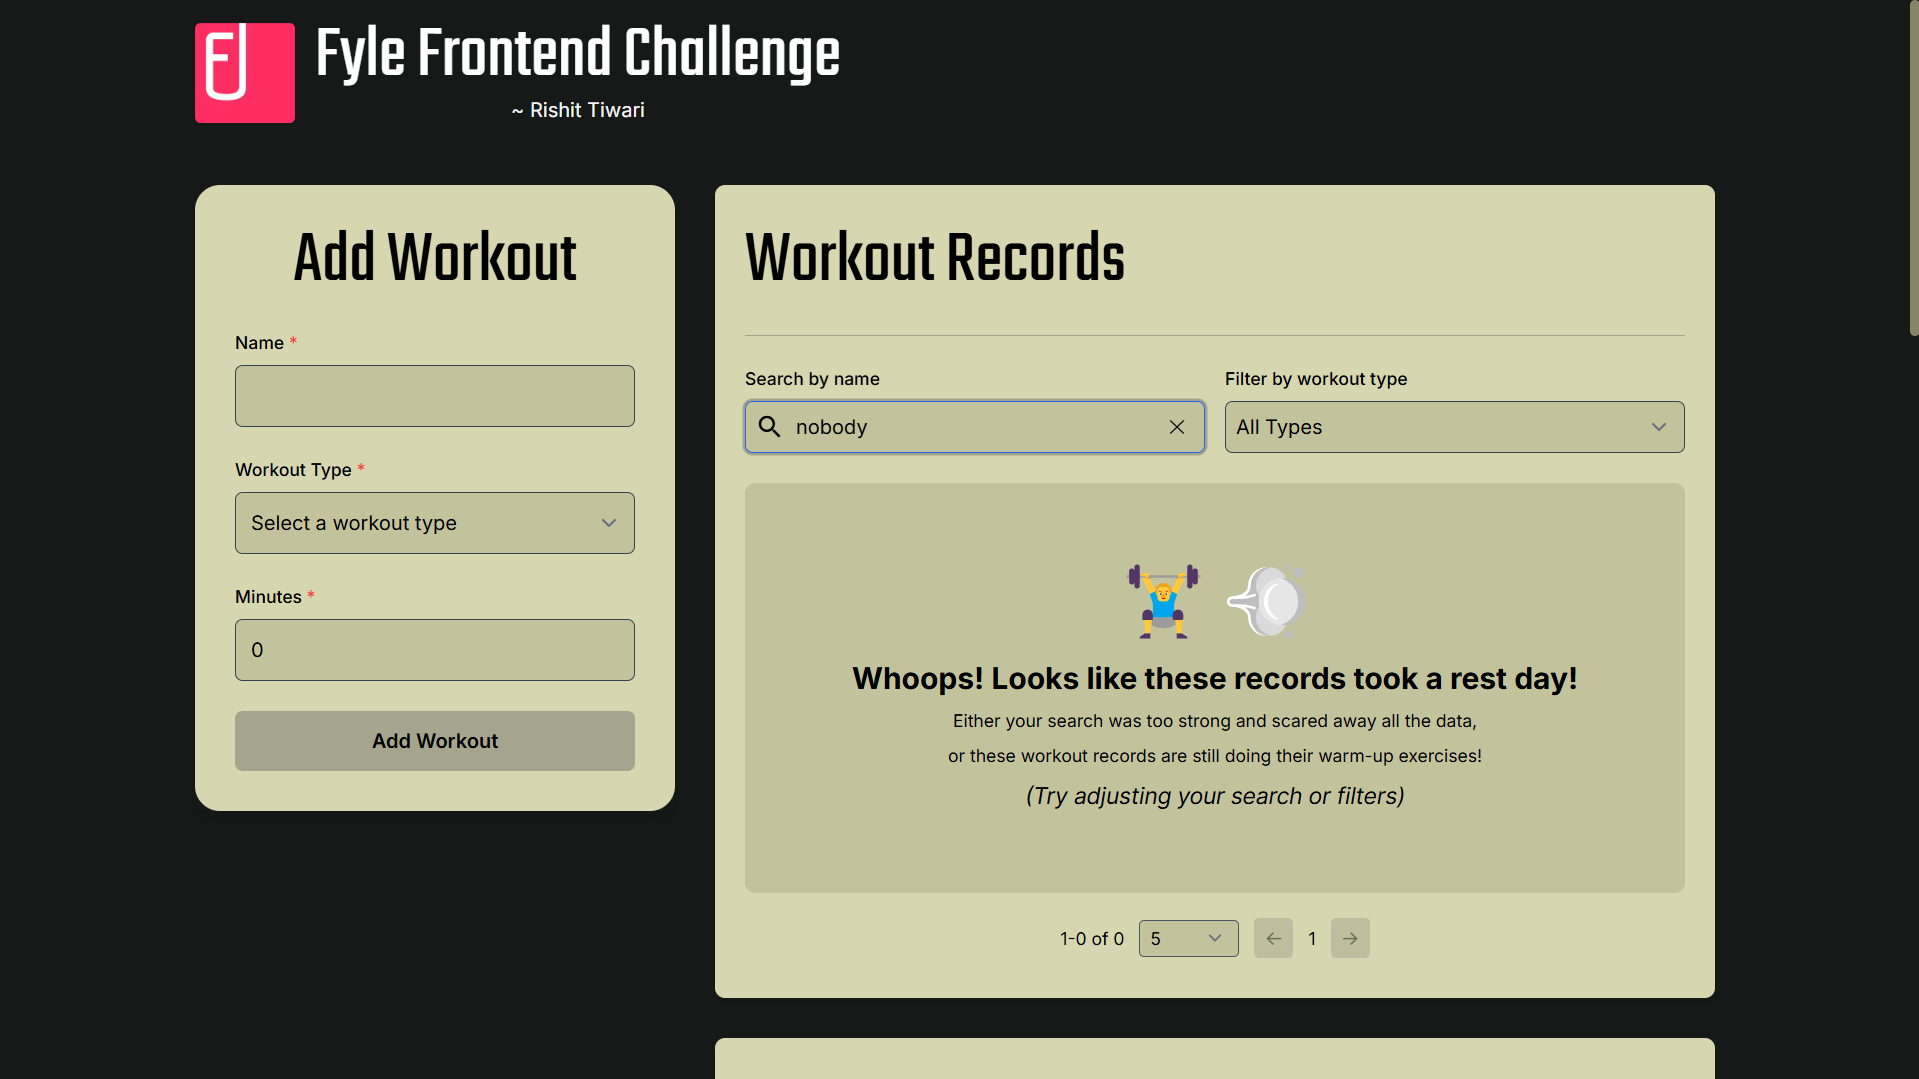 Fyle Frontend Challenge
~ Rishit Tiwari
Add Workout
Name *
Workout Type *
Select a workout type
Minutes *
0
Add Workout
Workout Records
Search by name
nobody
Filter by workout type
All Types
Whoops! Looks like these records took a rest day!
Either your search was too strong and scared away all the data,
or these workout records are still doing their warm-up exercises!
(Try adjusting your search or filters)
1-0 of 0 5 1